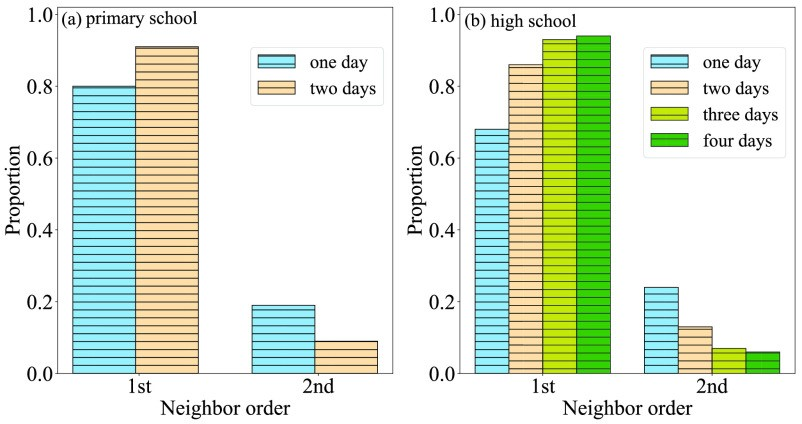 (a) primary school
1.0
0.8
0.6
0.4
0.2
0.0
Proportion
one day
two days
1st
2nd
Neighbor order
(b) high school
1.0
0.8
0.6
0.4
0.2
0.0
Proportion
one day
two days
three days
four days
1st
2nd
Neighbor order